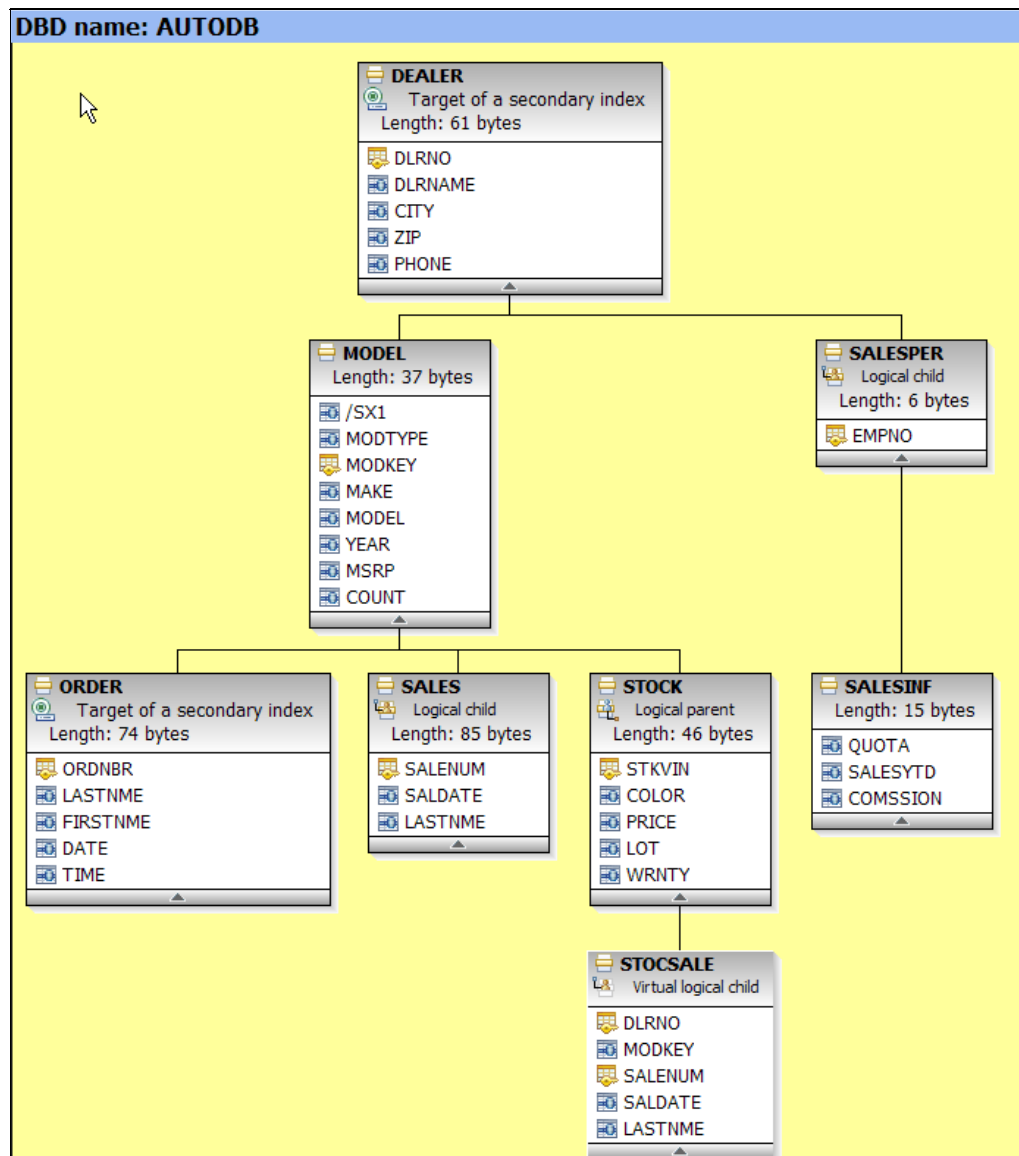 DBD name: AUTODB
DEALER
Target of a secondary index
Length: 61 bytes
DLRNO
DLRNAME
CITY
ZIP
PHONE
MODEL
Length: 37 bytes
/SX1
MODTYPE
MODKEY
MAKE
MODEL
YEAR
MSRP
COUNT
SALESPER
Logical child
Length: 6 bytes
EMPNO
ORDER
Target of a secondary index
Length: 74 bytes
ORDNBR
LASTNME
FIRSTNME
DATE
TIME
SALES
Logical child
Length: 85 bytes
SALENUM
SALDATE
LASTNME
STOCK
Logical parent
Length: 46 bytes
STKVIN
COLOR
PRICE
LOT
WRNTY
SALESINF
Length: 15 bytes
QUOTA
SALESYTD
COMSSION
STOCSALE
Virtual logical child
DLRNO
MODKEY
SALENUM
SALDATE
LASTNME